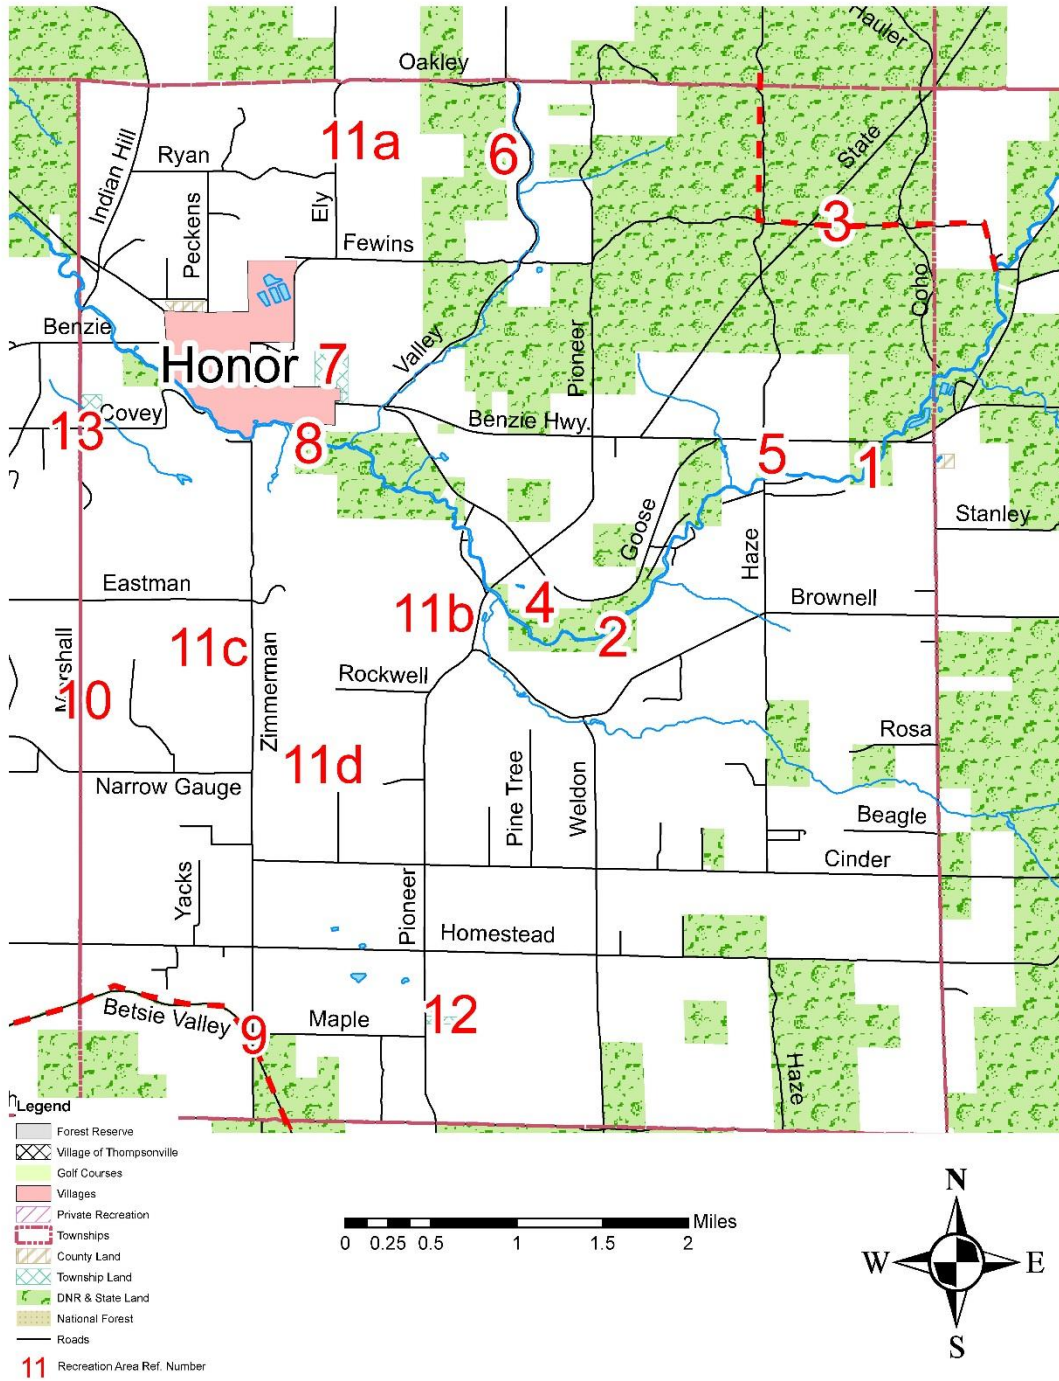 Hauler
Oakley
11a
State
6
Ryan
Indian Hill
Peckens
Ely
3
Fewins
Coho
Benzie
Valley
Pioneer
Honor
7
Covey
Benzie Hwy.
13
8
5
1
Goose
Stanley
Haze
Eastman
4
Brownell
11b
11c
2
Marshall
Zimmerman
Rockwell
10
Rosa
11d
Narrow Gauge
Pine Tree
Weldon
Beagle
Cinder
Yacks
Pioneer
Homestead
Betsie Valley
9
Maple
12
Haze
h
Legend
Forest Reserve
Village of Thompsonville
Golf Courses
Villages
Private Recreation
Townships
County Land
Township Land
DNR & State Land
National Forest
Roads
11 Recreation Area Ref. Number
Miles
0 0.25 0.5 1 1.5 2
N
W E
S